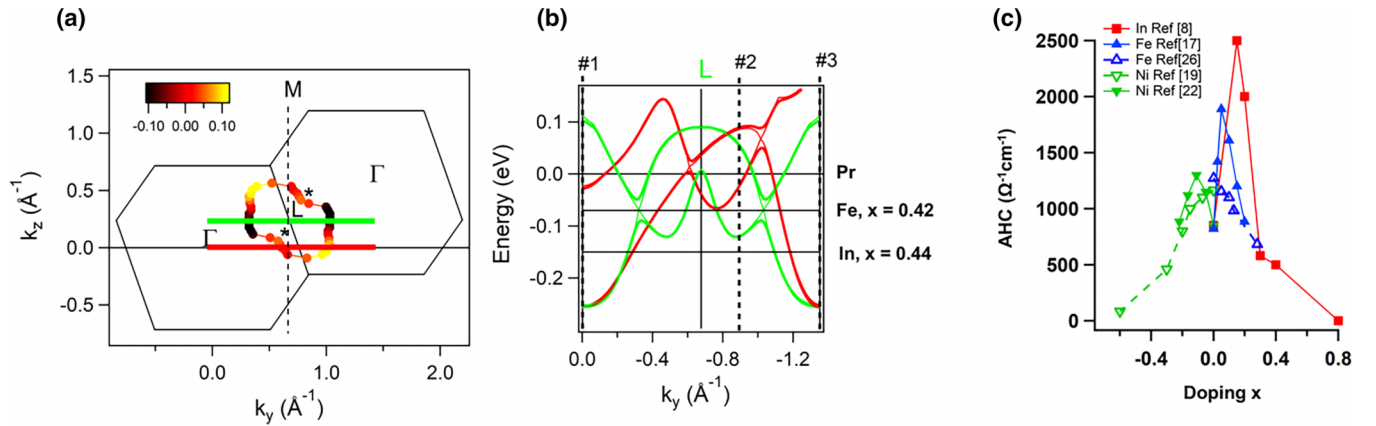 (a)
1.5
1.0
0.5
0.0
-0.5
kz (Å-1)
-0.10 0.00 0.10
M
Γ
*
L
Γ
*
0.0 1.0 2.0
ky (Å-1)
(b)
#1 L #2 #3
0.1
0.0
-0.1
-0.2
Energy (eV)
Pr
Fe, x = 0.42
In, x = 0.44
0.0 -0.4 -0.8 -1.2
ky (Å-1)
(c)
In Ref [8]
Fe Ref[17]
Fe Ref[26]
Ni Ref [19]
Ni Ref [22]
2500
2000
1500
1000
500
0
AHC (Ω-1cm-1)
-0.4 0.0 0.4 0.8
Doping x